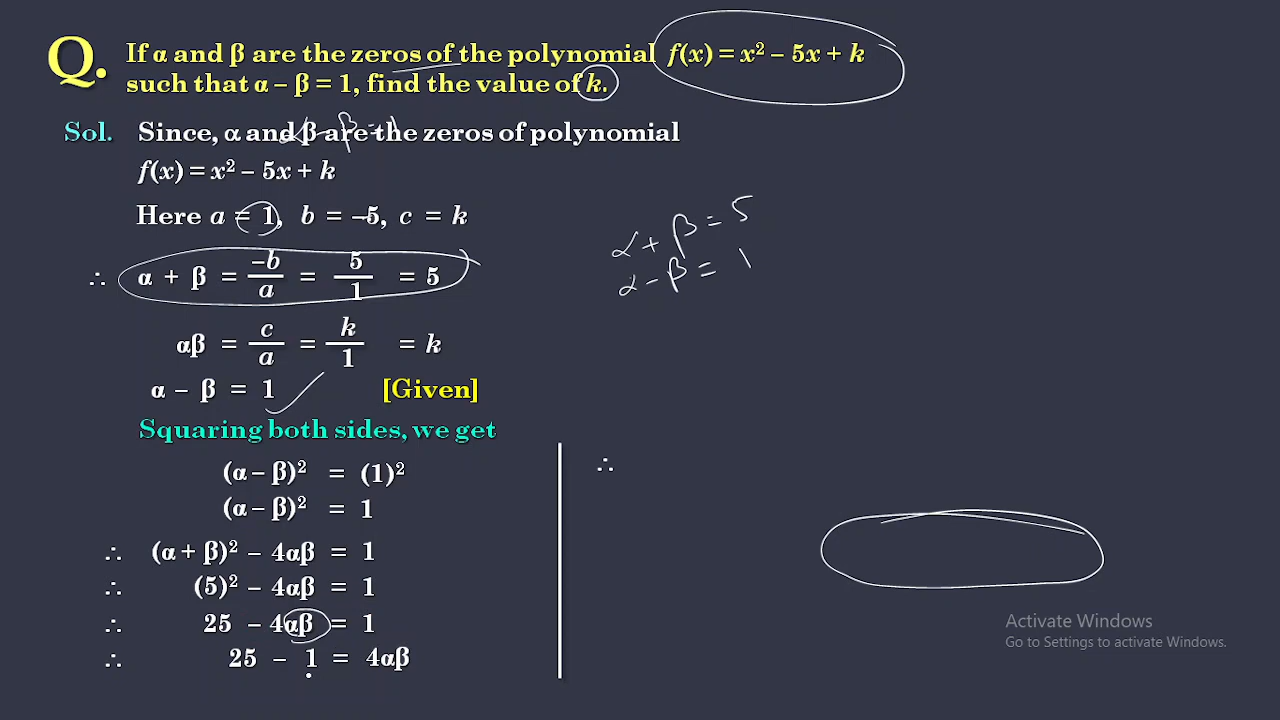 Q. If α and β are the zeros of the polynomial f(x) = x² – 5x + k
such that α – β = 1, find the value of k.
Sol. Since, α and β are the zeros of polynomial
α – β = 1
f(x) = x² – 5x + k
Here a = 1, b = –5, c = k
∴ α + β = –b/a = 5/1 = 5
αβ = c/a = k/1 = k
α – β = 1 [Given]
Squaring both sides, we get
(α – β)² = (1)²
(α – β)² = 1
∴ (α + β)² – 4αβ = 1
∴ (5)² – 4αβ = 1
∴ 25 – 4αβ = 1
∴ 25 – 1 = 4αβ
α + β = 5
α – β = 1
∴
Activate Windows
Go to Settings to activate Windows.